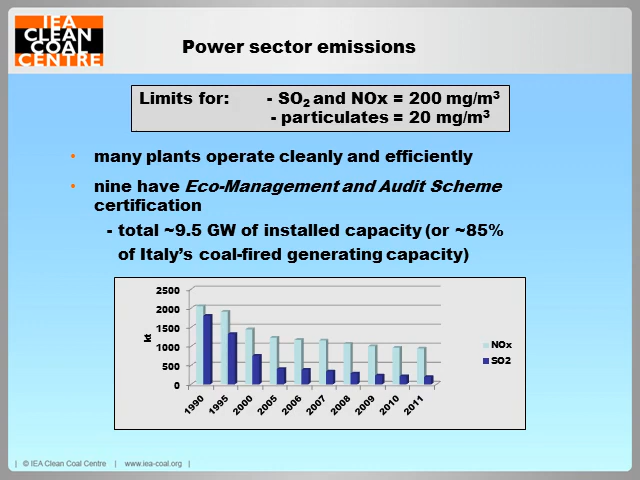 IEA
CLEAN
COAL
CENTRE
Power sector emissions
Limits for: - SO₂ and NOx = 200 mg/m³
- particulates = 20 mg/m³
• many plants operate cleanly and efficiently
• nine have Eco-Management and Audit Scheme
certification
- total ~9.5 GW of installed capacity (or ~85%
of Italy's coal-fired generating capacity)
2500
2000
1500
1000
500
0
kt
1990 1995 2000 2005 2006 2007 2008 2009 2010 2011
NOx
SO2
| © IEA Clean Coal Centre | www.iea-coal.org |